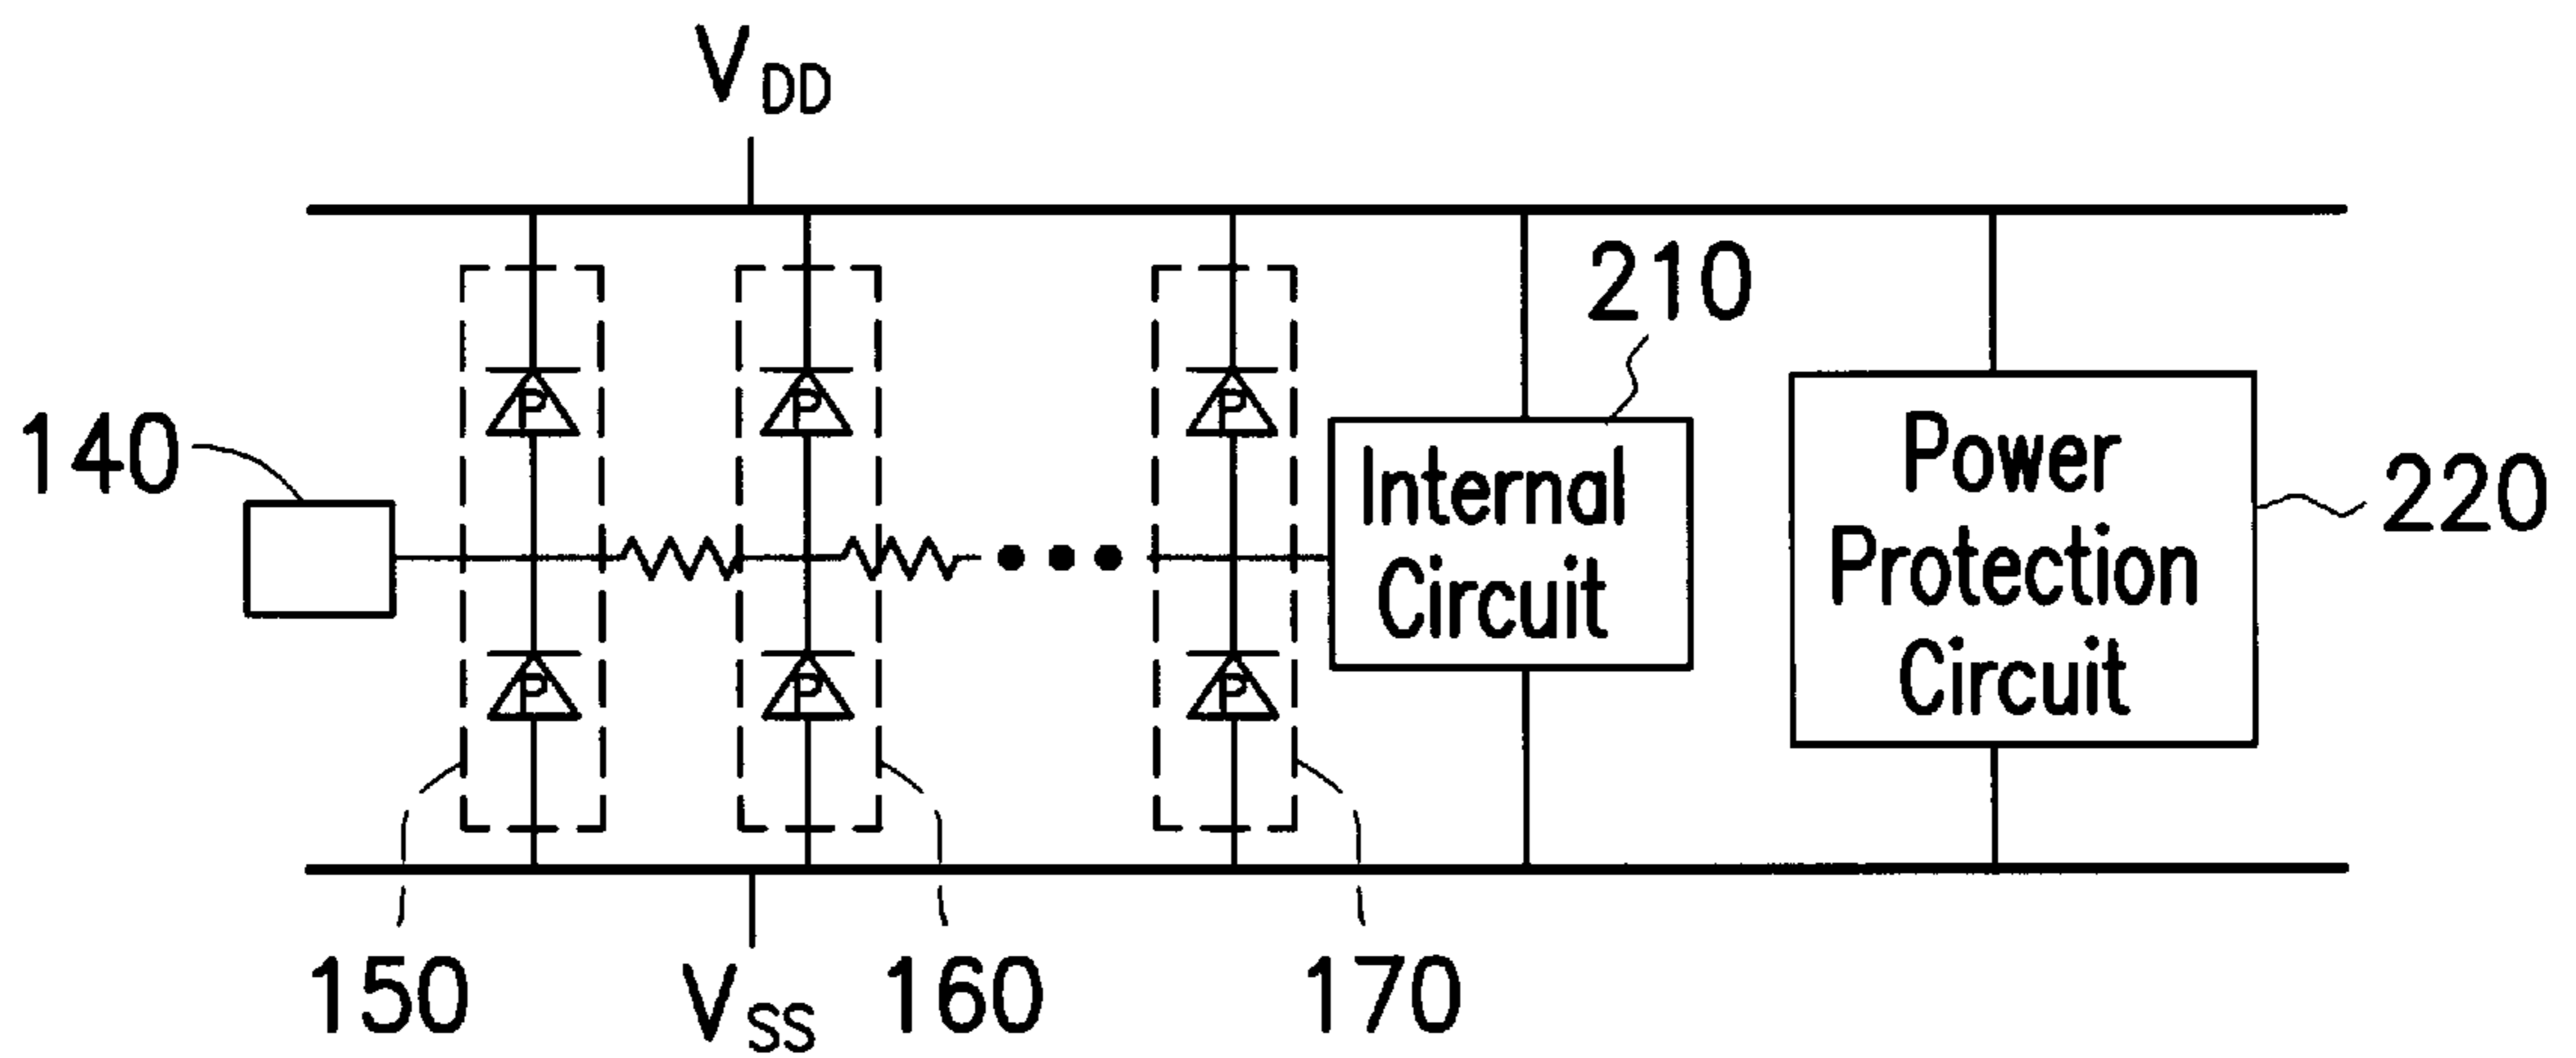 VDD
210
140
P P P
Internal
Circuit
Power
Protection
Circuit
220
P P P
150
VSS
160
170